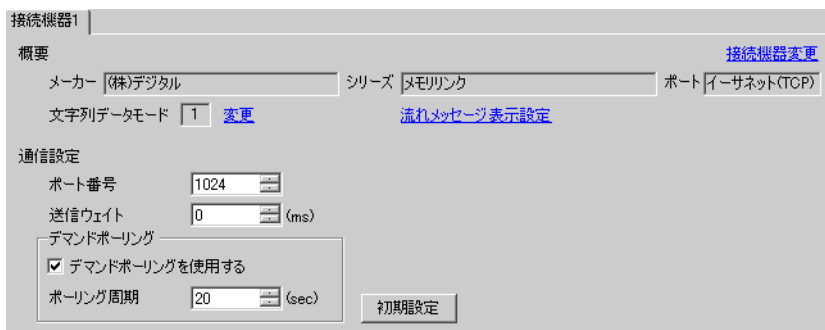 接続機器1
概要 接続機器変更
メーカー (株)デジタル シリーズ メモリリンク ポート イーサネット(TCP)
文字列データモード 1 変更 流れメッセージ表示設定
通信設定
ポート番号 1024
送信ウェイト 0 (ms)
デマンドポーリング
デマンドポーリングを使用する
ポーリング周期 20 (sec) 初期設定